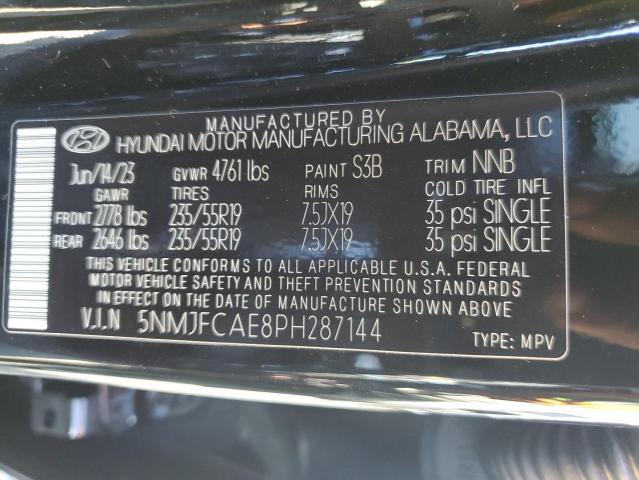 MANUFACTURED BY
HYUNDAI MOTOR MANUFACTURING ALABAMA, LLC
Jun/14/23 GVWR 4761 lbs PAINT S3B TRIM NNB
GAWR TIRES RIMS COLD TIRE INFL
FRONT 2778 lbs 235/55R19 7.5JX19 35 psi SINGLE
REAR 2646 lbs 235/55R19 7.5JX19 35 psi SINGLE
THIS VEHICLE CONFORMS TO ALL APPLICABLE U.S.A. FEDERAL
MOTOR VEHICLE SAFETY AND THEFT PREVENTION STANDARDS
IN EFFECT ON THE DATE OF MANUFACTURE SHOWN ABOVE.
V.I.N 5NMJFCAE8PH287144 TYPE: MPV